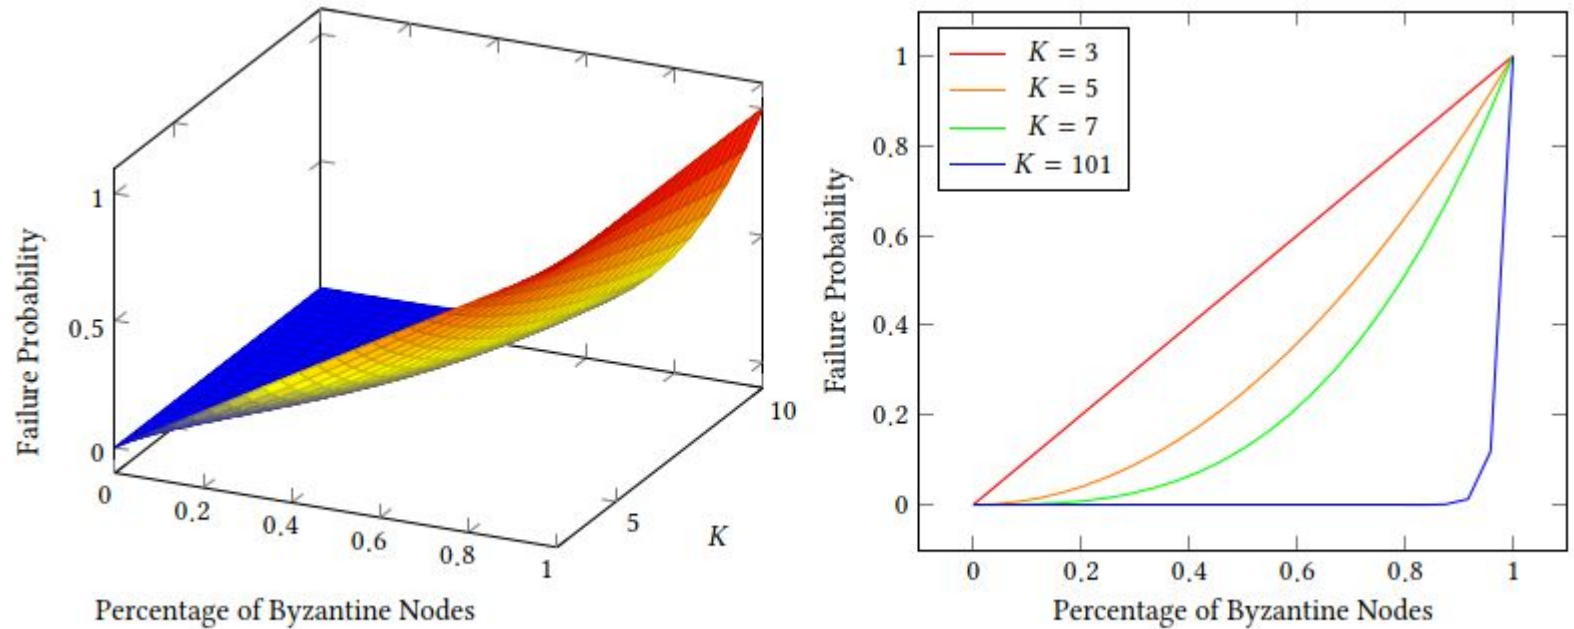 Failure Probability
1
0.5
0
0
0.2
0.4
0.6
0.8
1
5
10
K
Percentage of Byzantine Nodes
Failure Probability
1
0.8
0.6
0.4
0.2
0
K = 3
K = 5
K = 7
K = 101
0
0.2
0.4
0.6
0.8
1
Percentage of Byzantine Nodes